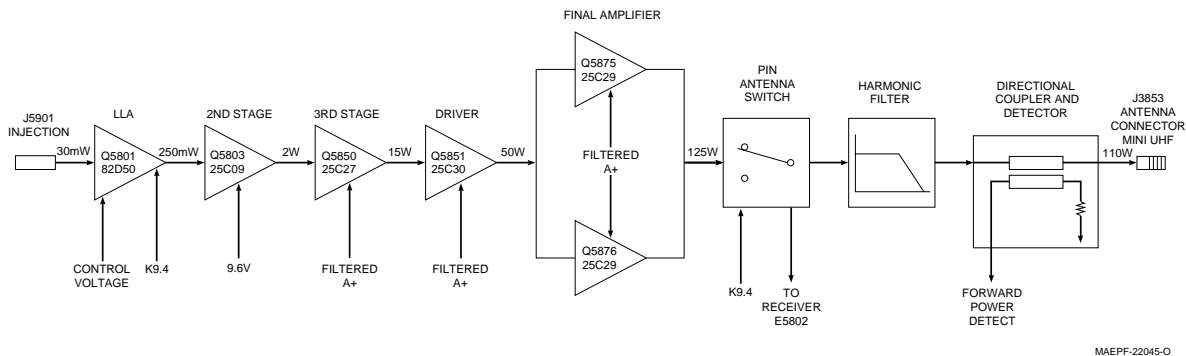 FINAL AMPLIFIER
Q5875
25C29
PIN
ANTENNA
SWITCH
HARMONIC
FILTER
DIRECTIONAL
COUPLER AND
DETECTOR
J3853
ANTENNA
CONNECTOR
MINI UHF
J5901
INJECTION
LLA
2ND STAGE
3RD STAGE
DRIVER
30mW
Q5801
82D50
250mW
Q5803
25C09
2W
Q5850
25C27
15W
Q5851
25C30
50W
FILTERED
A+
125W
110W
Q5876
25C29
CONTROL
VOLTAGE
K9.4
9.6V
FILTERED
A+
FILTERED
A+
K9.4
TO
RECEIVER
E5802
FORWARD
POWER
DETECT
MAEPF-22045-O